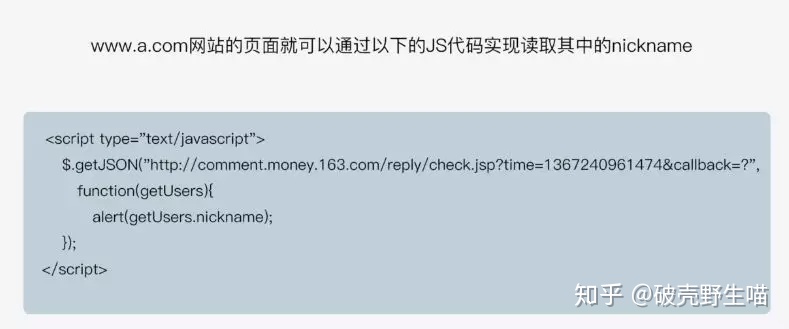 www.a.com网站的页面就可以通过以下的JS代码实现读取其中的nickname
<script type=”text/javascript”>
$.getJSON(”http://comment.money.163.com/reply/check.jsp?time=1367240961474&callback=?”,
function(getUsers){
alert(getUsers.nickname);
});
</script>
知乎 @破壳野生喵